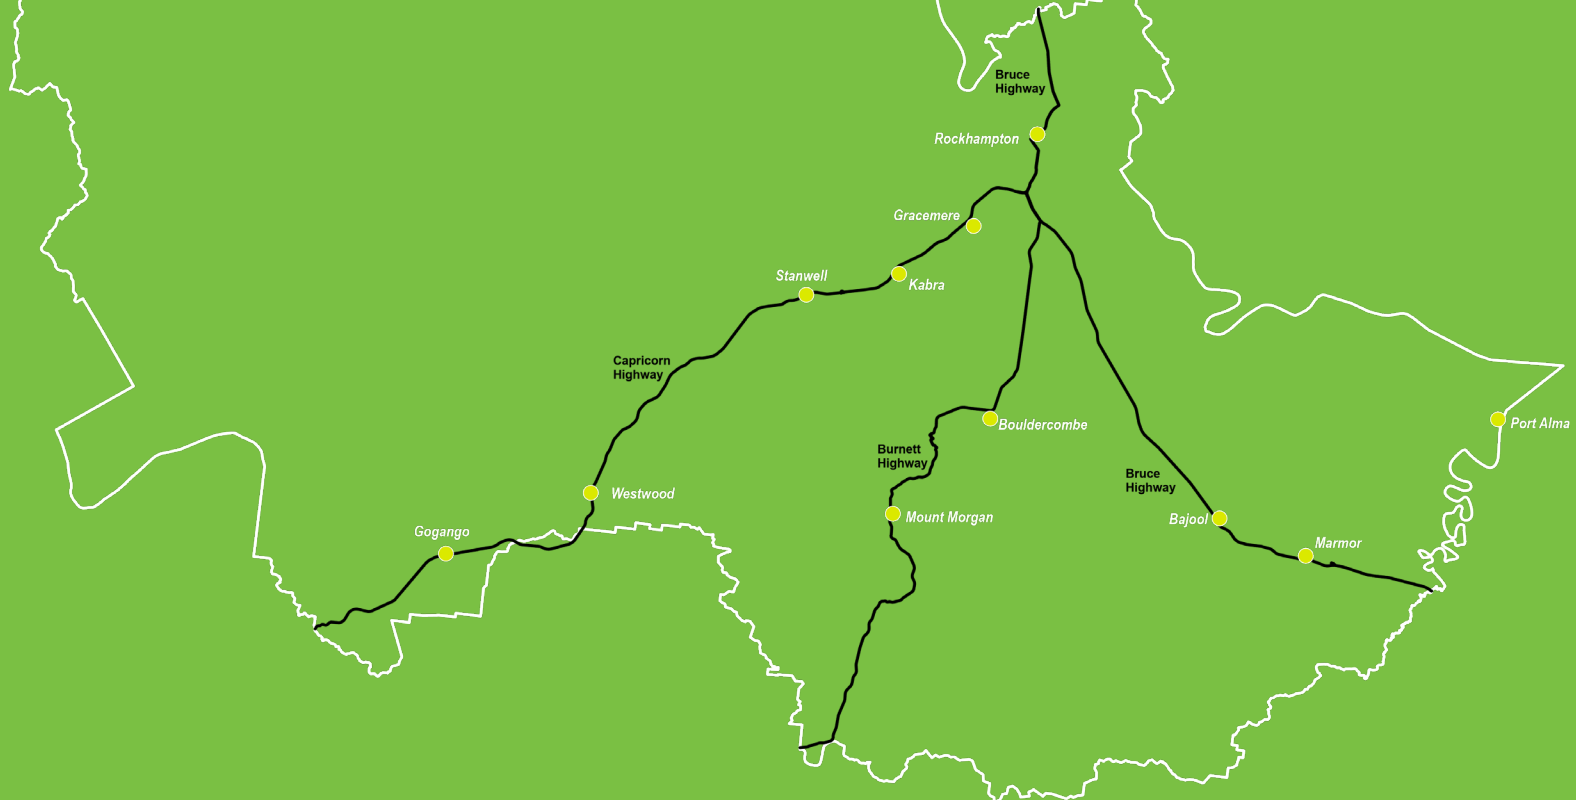 Bruce
Highway
Rockhampton
Gracemere
Stanwell
Kabra
Capricorn
Highway
Port Alma
Bouldercombe
Burnett
Highway
Bruce
Highway
Westwood
Mount Morgan
Bajool
Gogango
Marmor